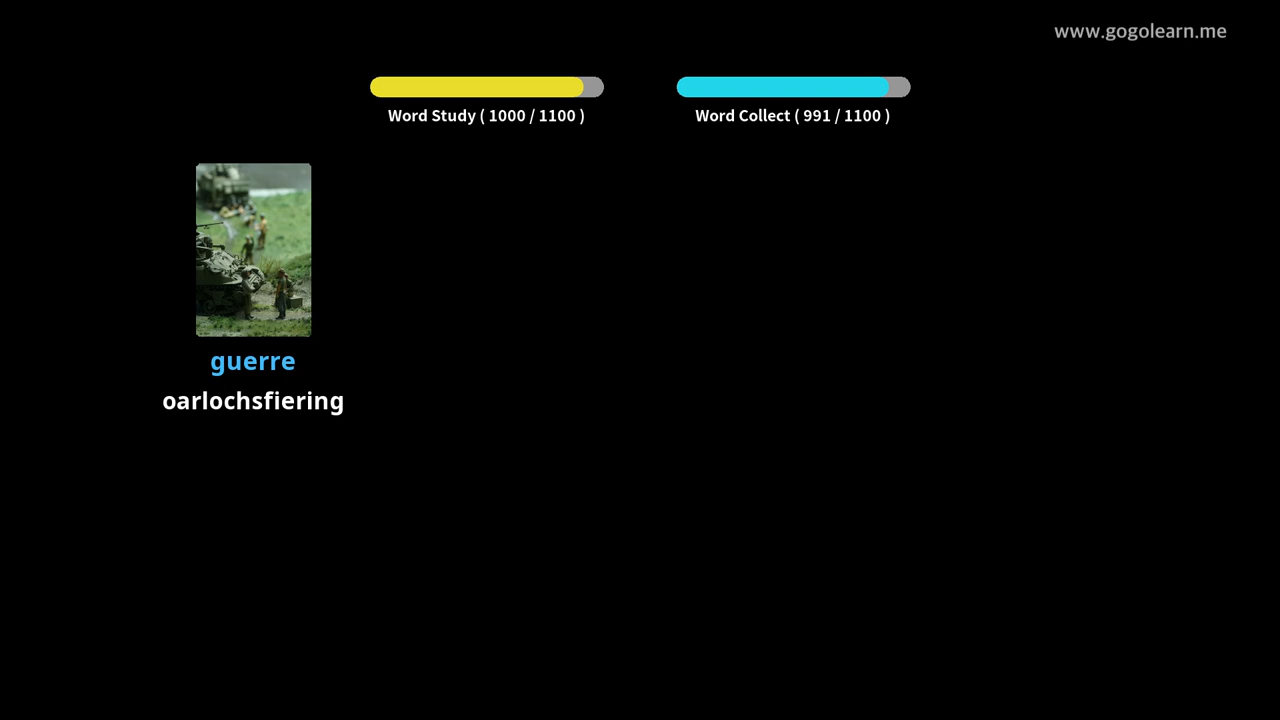 www.gogolearn.me
Word Study ( 1000 / 1100 )
Word Collect ( 991 / 1100 )
guerre
oarlochsfiering